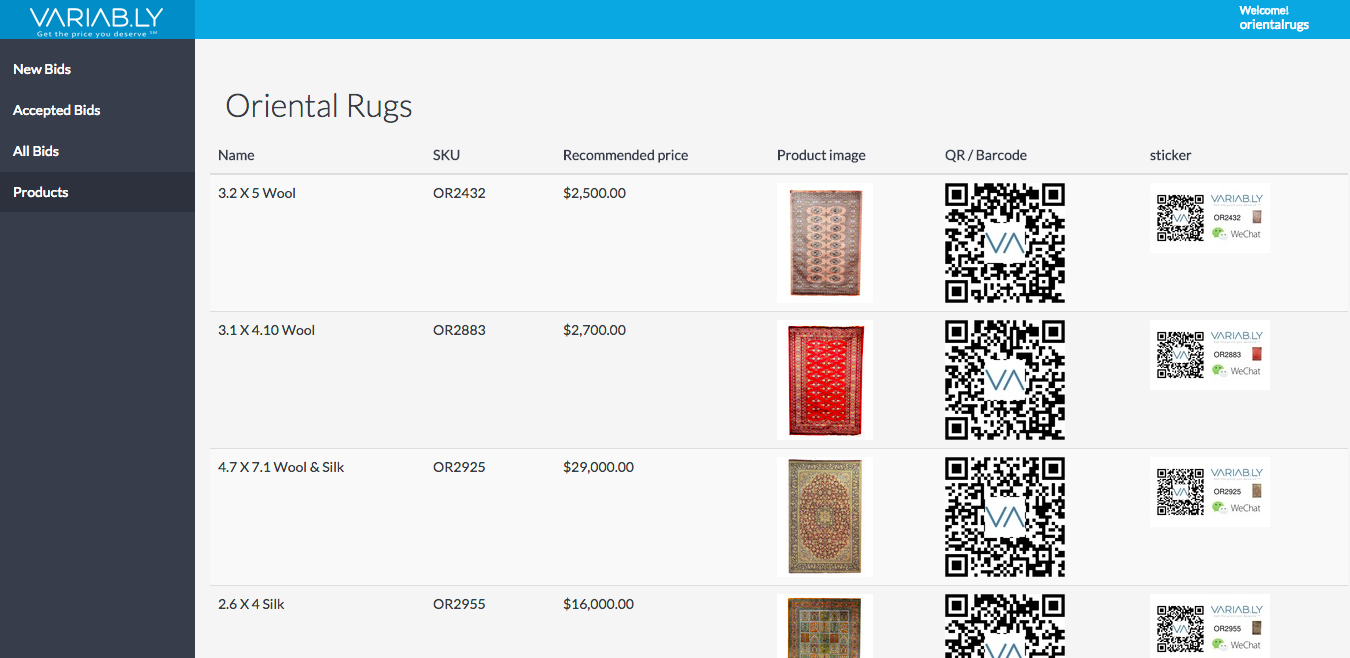 VARIAB.LY
Get the price you deserve ℠
Welcome!
orientalrugs
New Bids
Accepted Bids
All Bids
Products
Oriental Rugs
Name SKU Recommended price Product image QR / Barcode sticker
3.2 X 5 Wool OR2432 $2,500.00
VARIAB.LY
OR2432
WeChat
3.1 X 4.10 Wool OR2883 $2,700.00
VARIAB.LY
OR2883
WeChat
4.7 X 7.1 Wool & Silk OR2925 $29,000.00
VARIAB.LY
OR2925
WeChat
2.6 X 4 Silk OR2955 $16,000.00
VARIAB.LY
OR2955
WeChat